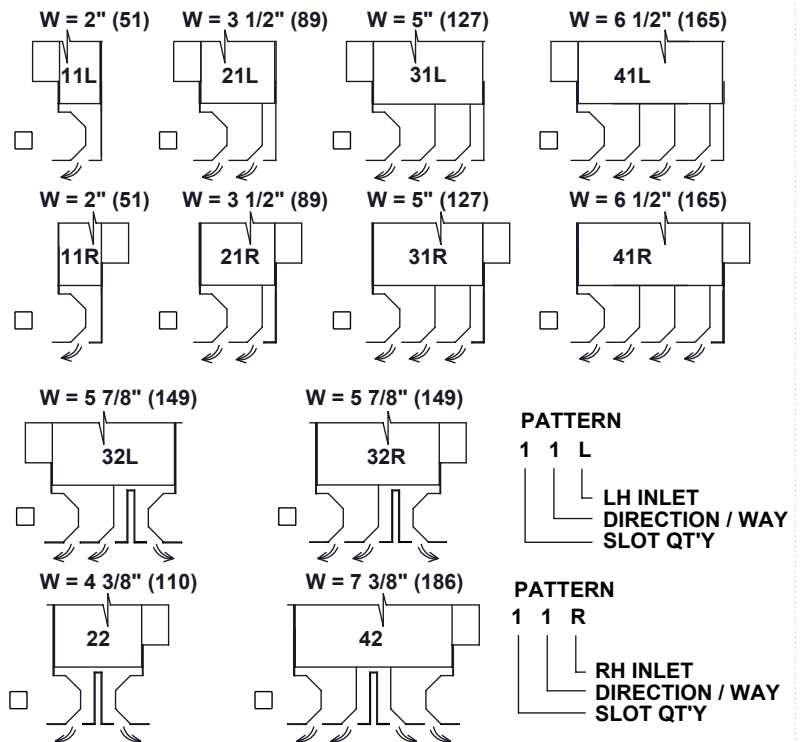 W = 2" (51) W = 3 1/2" (89) W = 5" (127) W = 6 1/2" (165)
11L 21L 31L 41L
W = 2" (51) W = 3 1/2" (89) W = 5" (127) W = 6 1/2" (165)
11R 21R 31R 41R
W = 5 7/8" (149) W = 5 7/8" (149)
32L 32R
PATTERN
1 1 L
LH INLET
DIRECTION / WAY
SLOT QT'Y
W = 4 3/8" (110) W = 7 3/8" (186)
22 42
PATTERN
1 1 R
RH INLET
DIRECTION / WAY
SLOT QT'Y